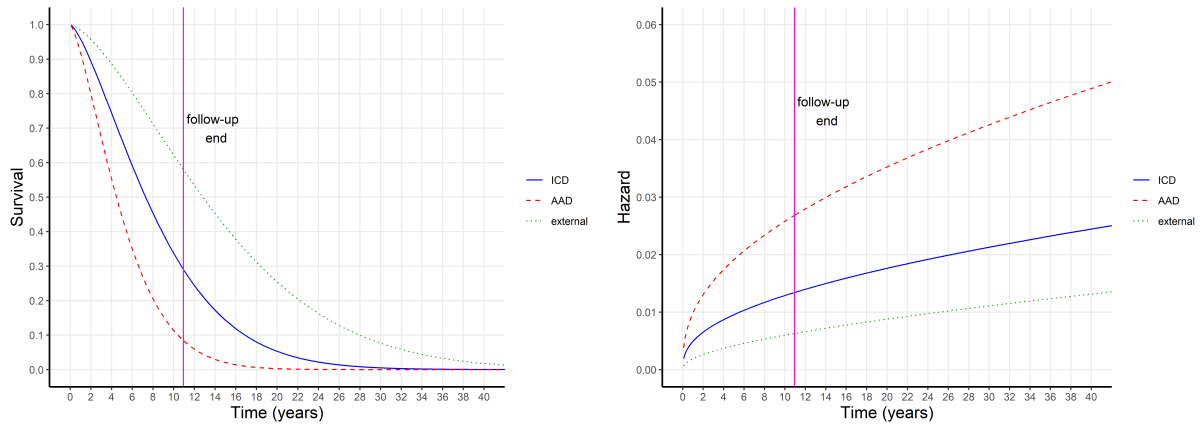 1.0
0.9
0.8
0.7
0.6
0.5
0.4
0.3
0.2
0.1
0.0
Survival
0 2 4 6 8 10 12 14 16 18 20 22 24 26 28 30 32 34 36 38 40
Time (years)
follow-up
end
ICD
AAD
external
0.06
0.05
0.04
0.03
0.02
0.01
0.00
Hazard
0 2 4 6 8 10 12 14 16 18 20 22 24 26 28 30 32 34 36 38 40
Time (years)
follow-up
end
ICD
AAD
external